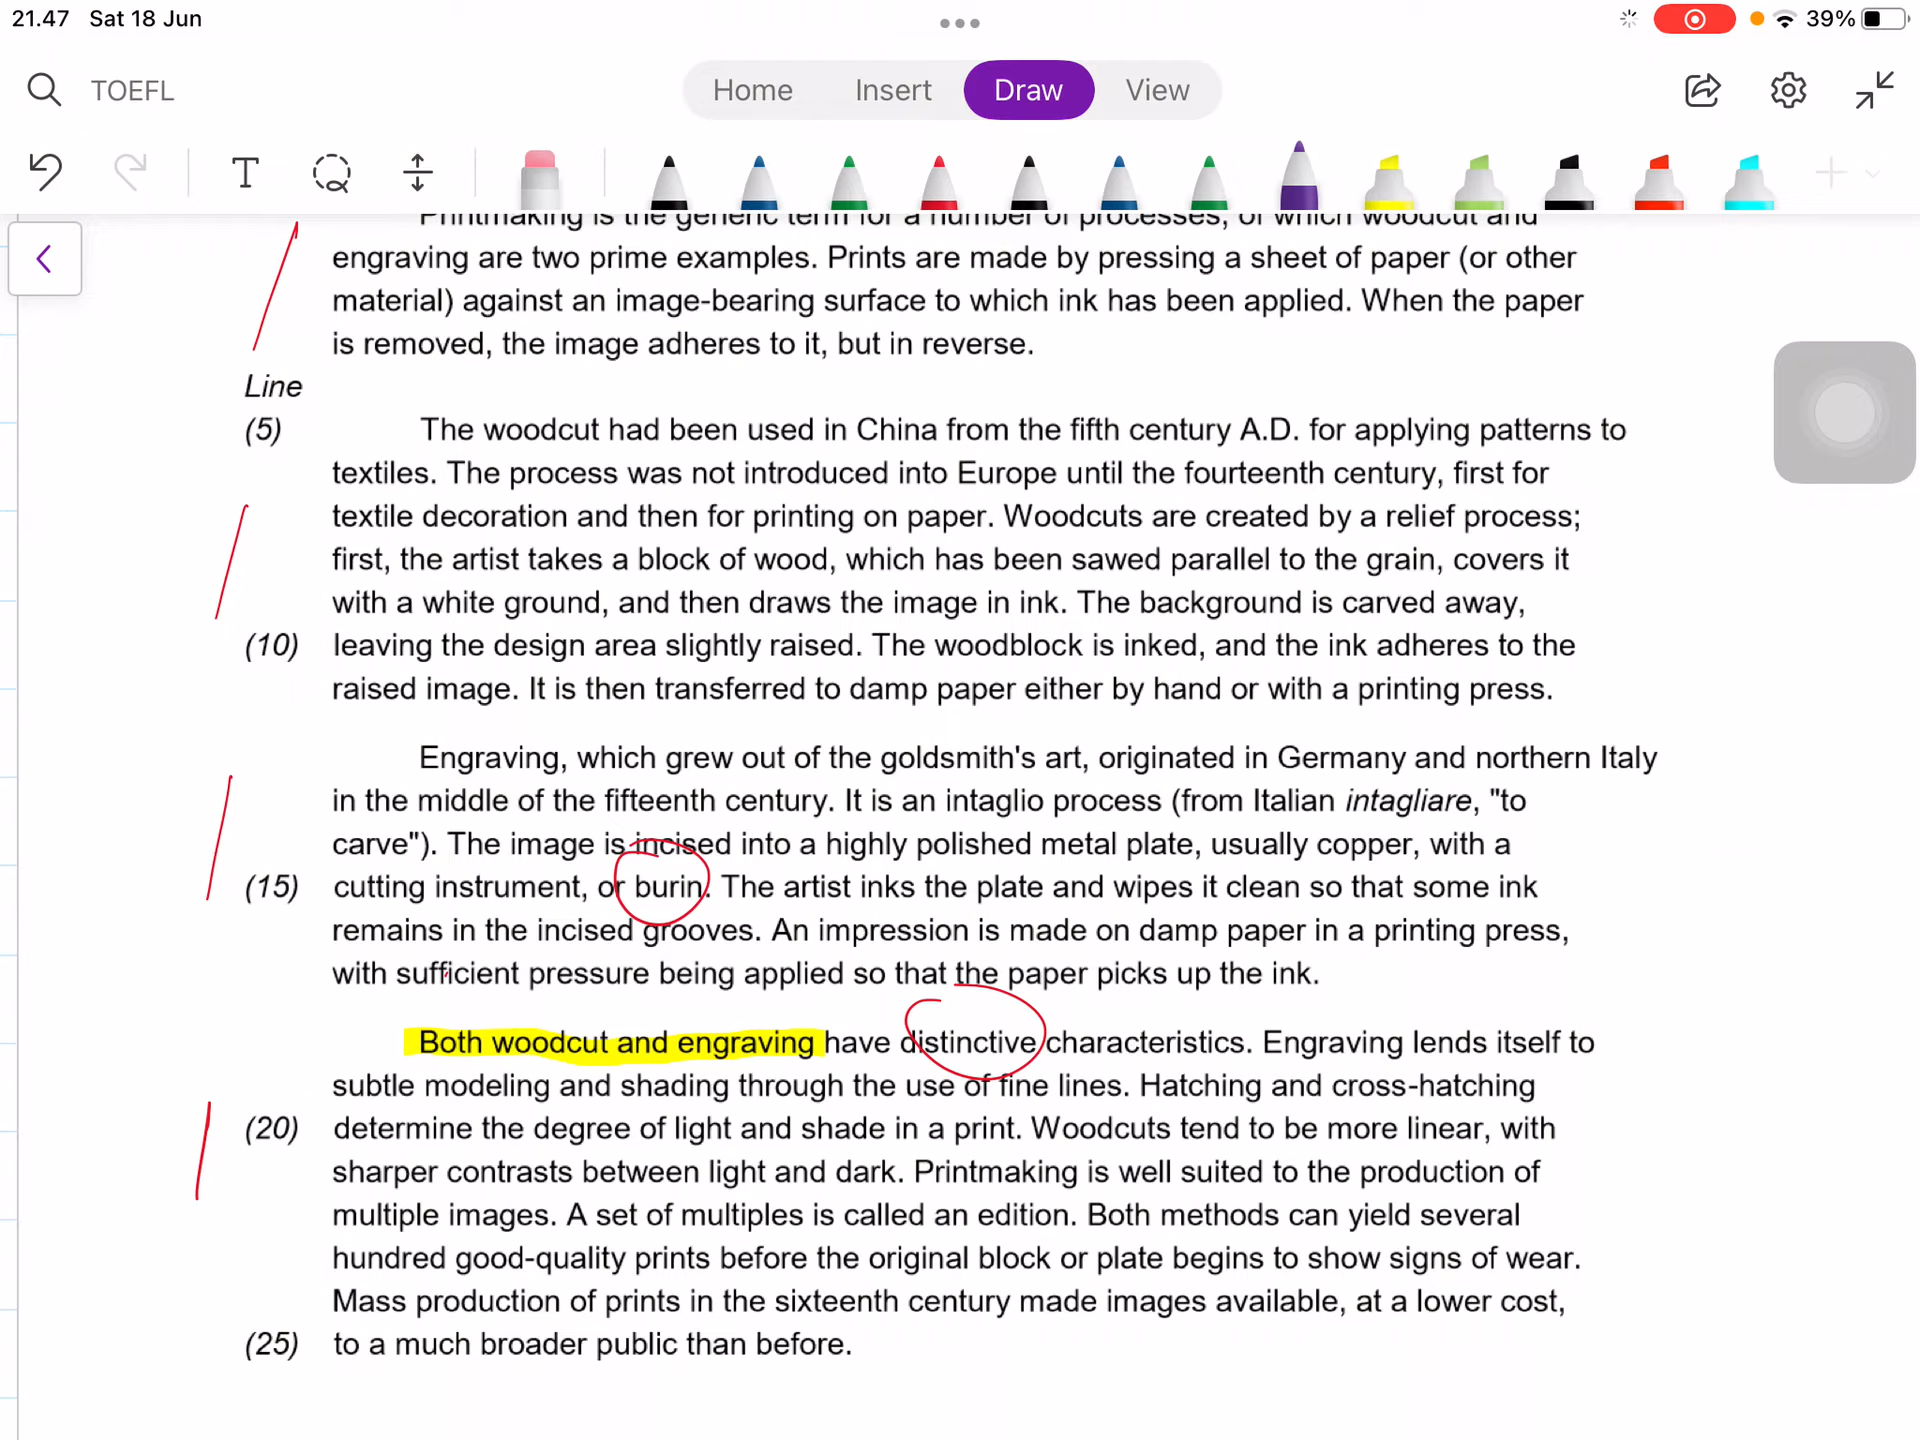 21.47 Sat 18 Jun
39%
TOEFL
Home Insert Draw View
Printmaking is the generic term for a number of processes, of which woodcut and
engraving are two prime examples. Prints are made by pressing a sheet of paper (or other
material) against an image-bearing surface to which ink has been applied. When the paper
is removed, the image adheres to it, but in reverse.
Line
(5) The woodcut had been used in China from the fifth century A.D. for applying patterns to
textiles. The process was not introduced into Europe until the fourteenth century, first for
textile decoration and then for printing on paper. Woodcuts are created by a relief process;
first, the artist takes a block of wood, which has been sawed parallel to the grain, covers it
with a white ground, and then draws the image in ink. The background is carved away,
(10) leaving the design area slightly raised. The woodblock is inked, and the ink adheres to the
raised image. It is then transferred to damp paper either by hand or with a printing press.
Engraving, which grew out of the goldsmith's art, originated in Germany and northern Italy
in the middle of the fifteenth century. It is an intaglio process (from Italian intagliare, "to
carve"). The image is incised into a highly polished metal plate, usually copper, with a
(15) cutting instrument, or burin. The artist inks the plate and wipes it clean so that some ink
remains in the incised grooves. An impression is made on damp paper in a printing press,
with sufficient pressure being applied so that the paper picks up the ink.
Both woodcut and engraving have distinctive characteristics. Engraving lends itself to
subtle modeling and shading through the use of fine lines. Hatching and cross-hatching
(20) determine the degree of light and shade in a print. Woodcuts tend to be more linear, with
sharper contrasts between light and dark. Printmaking is well suited to the production of
multiple images. A set of multiples is called an edition. Both methods can yield several
hundred good-quality prints before the original block or plate begins to show signs of wear.
Mass production of prints in the sixteenth century made images available, at a lower cost,
(25) to a much broader public than before.